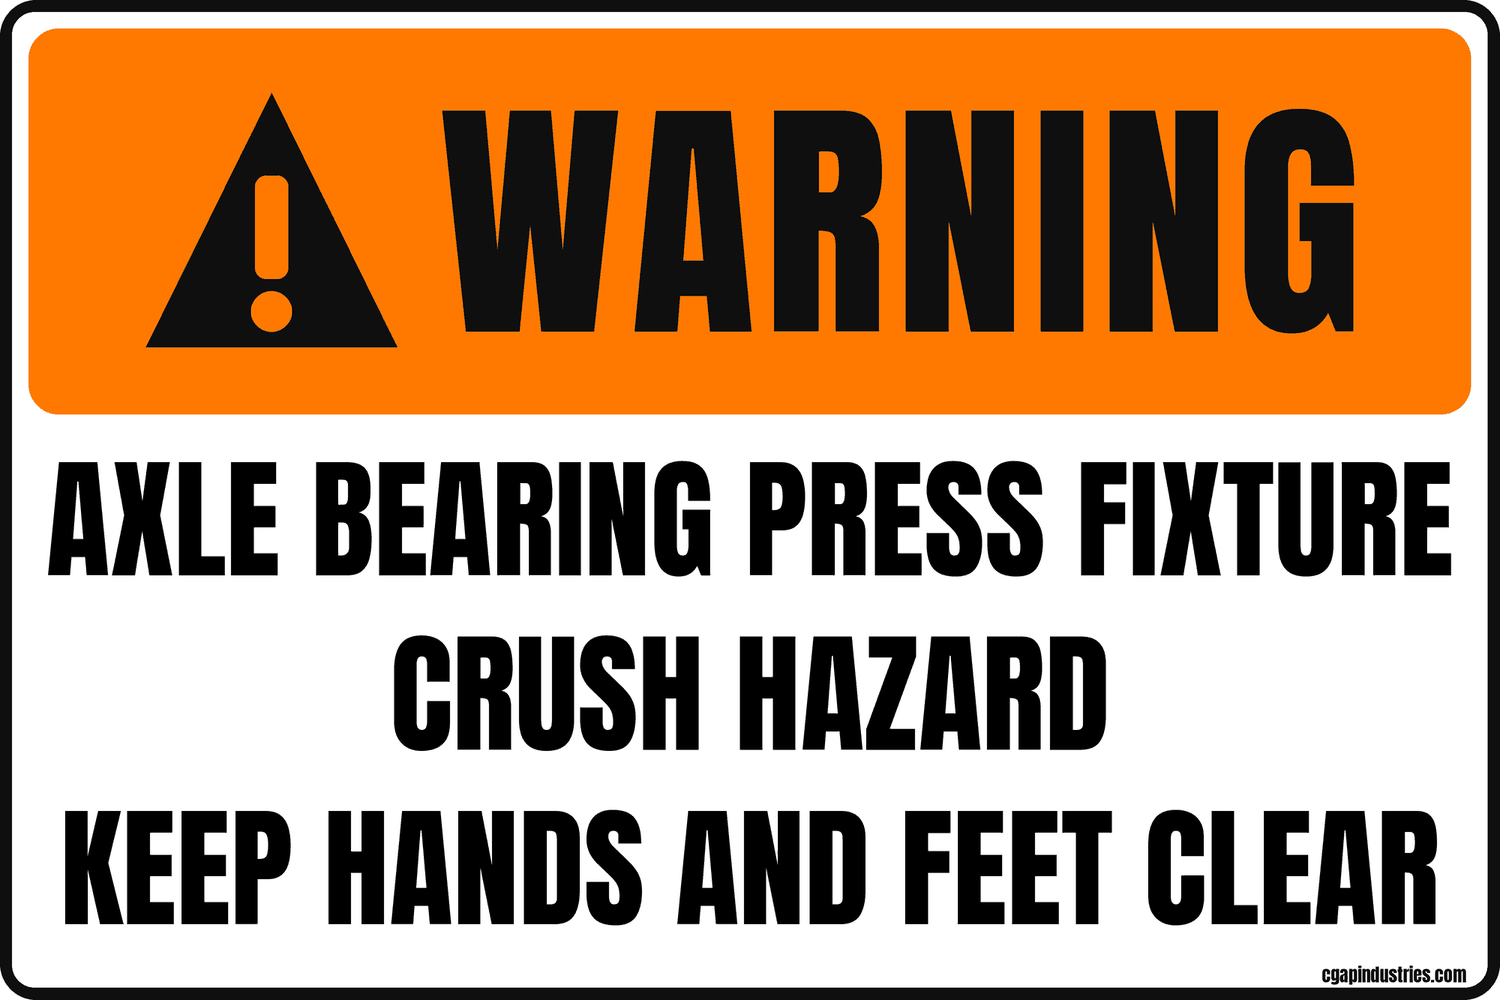 WARNING
AXLE BEARING PRESS FIXTURE
CRUSH HAZARD
KEEP HANDS AND FEET CLEAR
cgapindustries.com